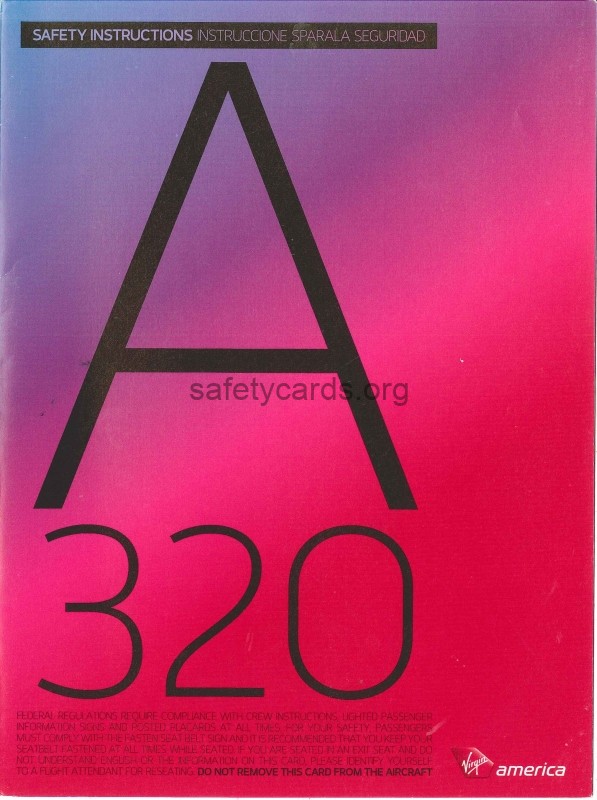 SAFETY INSTRUCTIONS INSTRUCCIONE SPARALA SEGURIDAD
A
safetycards.org
320
FEDERAL REGULATIONS REQUIRE COMPLIANCE WITH CREW INSTRUCTIONS, LIGHTED PASSENGER
INFORMATION SIGNS AND POSTED PLACARDS AT ALL TIMES. FOR YOUR SAFETY, PASSENGERS
MUST COMPLY WITH THE FASTEN SEAT BELT SIGN AND IT IS RECOMMENDED THAT YOU KEEP YOUR
SEATBELT FASTENED AT ALL TIMES WHILE SEATED. IF YOU ARE SEATED IN AN EXIT SEAT AND DO
NOT UNDERSTAND ENGLISH OR THE INFORMATION ON THIS CARD, PLEASE IDENTIFY YOURSELF
TO A FLIGHT ATTENDANT FOR RESEATING. DO NOT REMOVE THIS CARD FROM THE AIRCRAFT
Virgin america